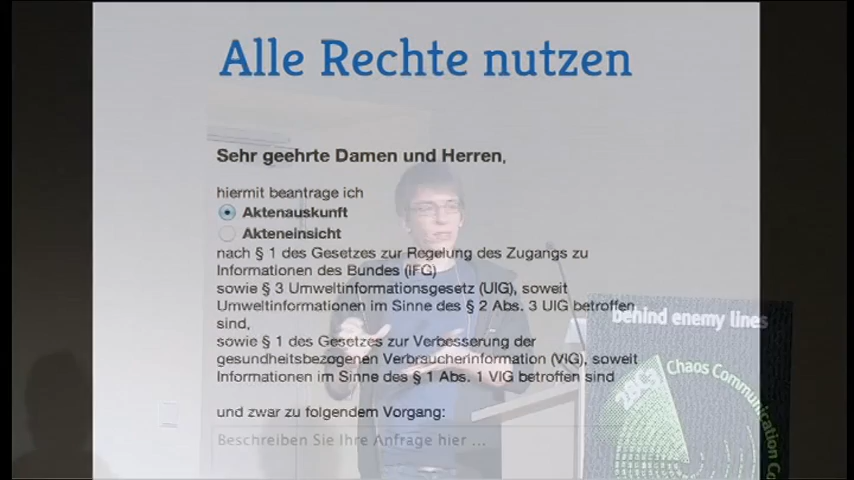 Alle Rechte nutzen
Sehr geehrte Damen und Herren,
hiermit beantrage ich
Aktenauskunft
Akteneinsicht
nach § 1 des Gesetzes zur Regelung des Zugangs zu
Informationen des Bundes (IFG)
sowie § 3 Umweltinformationsgesetz (UIG), soweit
Umweltinformationen im Sinne des § 2 Abs. 3 UIG betroffen
sind,
sowie § 1 des Gesetzes zur Verbesserung der
gesundheitsbezogenen Verbraucherinformation (VIG), soweit
Informationen im Sinne des § 1 Abs. 1 VIG betroffen sind
und zwar zu folgendem Vorgang:
Beschreiben Sie Ihre Anfrage hier ...
behind enemy lines
28C3
Chaos Communication Co